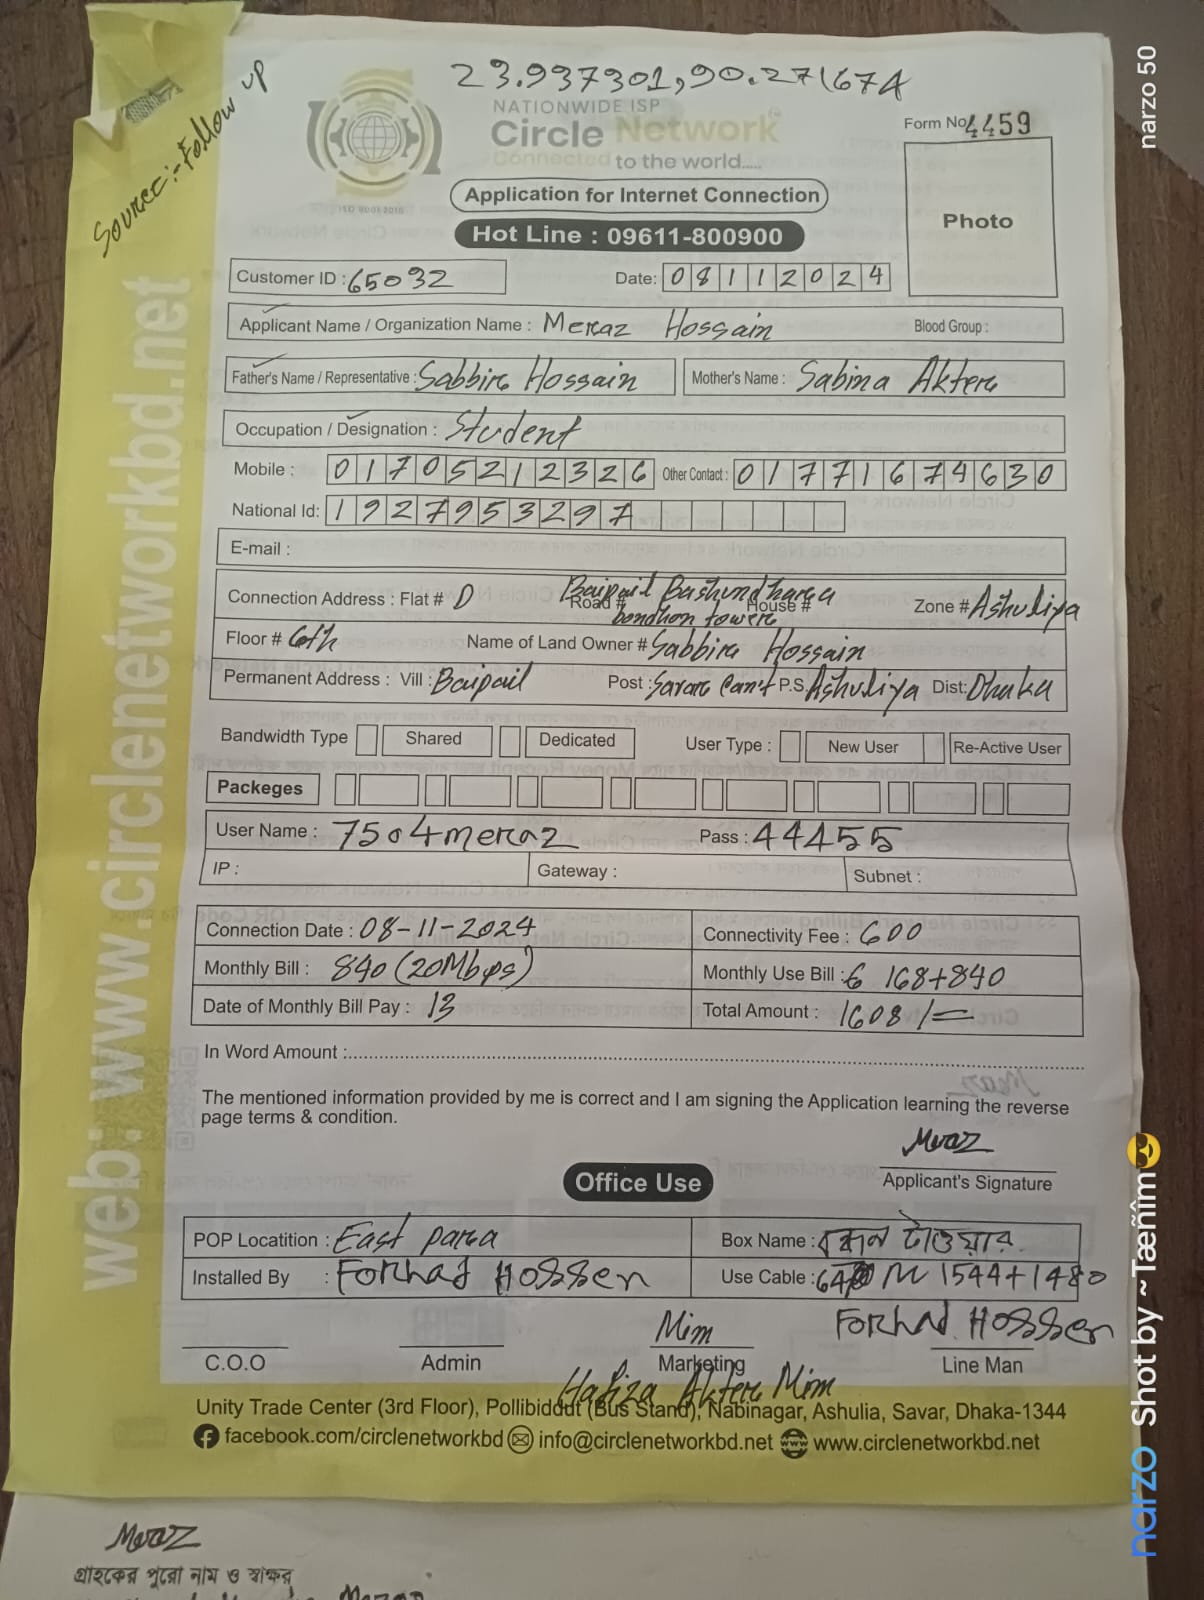 23.937301,90.271674
Source:-Follow up
NATIONWIDE ISP
Circle Network
Connected to the world.....
ISO 9001:2015
Form No 4459
Application for Internet Connection
Photo
Hot Line : 09611-800900
Customer ID : 65032
Date: 08112024
Applicant Name / Organization Name : Meraz Hossain Blood Group :
Father's Name / Representative : Sabbir Hossain Mother's Name : Sabina Akter
Occupation / Designation : Student
Mobile : 01705212326 Other Contact : 01771674630
National Id: 1927953297
E-mail :
Connection Address : Flat # D Road # Baipail Bashundhara House # bondhon tower Zone # Ashuliya
Floor # 6th Name of Land Owner # Sabbir Hossain
Permanent Address : Vill : Baipail Post : Savar Can't P.S Ashuliya Dist: Dhaka
Bandwidth Type Shared Dedicated User Type : New User Re-Active User
Packeges
User Name : 7504meraz Pass : 44455
IP : Gateway : Subnet :
Connection Date : 08-11-2024 Connectivity Fee : 600
Monthly Bill : 840 (20Mbps) Monthly Use Bill : 168+840
Date of Monthly Bill Pay : 13 Total Amount : 1608/=
In Word Amount :
The mentioned information provided by me is correct and I am signing the Application learning the reverse
page terms & condition.
Meraz
Applicant's Signature
Office Use
POP Locatition : East para Box Name : বন্ধন টাওয়ার
Installed By : Forhad Hossen Use Cable : M 1544+1480
Mim Forhad Hossen
C.O.O Admin Marketing Line Man
Hafiza Akter Mim
Unity Trade Center (3rd Floor), Pollibiddut (Bus Stand), Nabinagar, Ashulia, Savar, Dhaka-1344
facebook.com/circlenetworkbd info@circlenetworkbd.net www.circlenetworkbd.net
web: www.circlenetworkbd.net
Meraz
গ্রাহকের পুরো নাম ও স্বাক্ষর
narzo 50
narzo Shot by ~Tæñîm😎